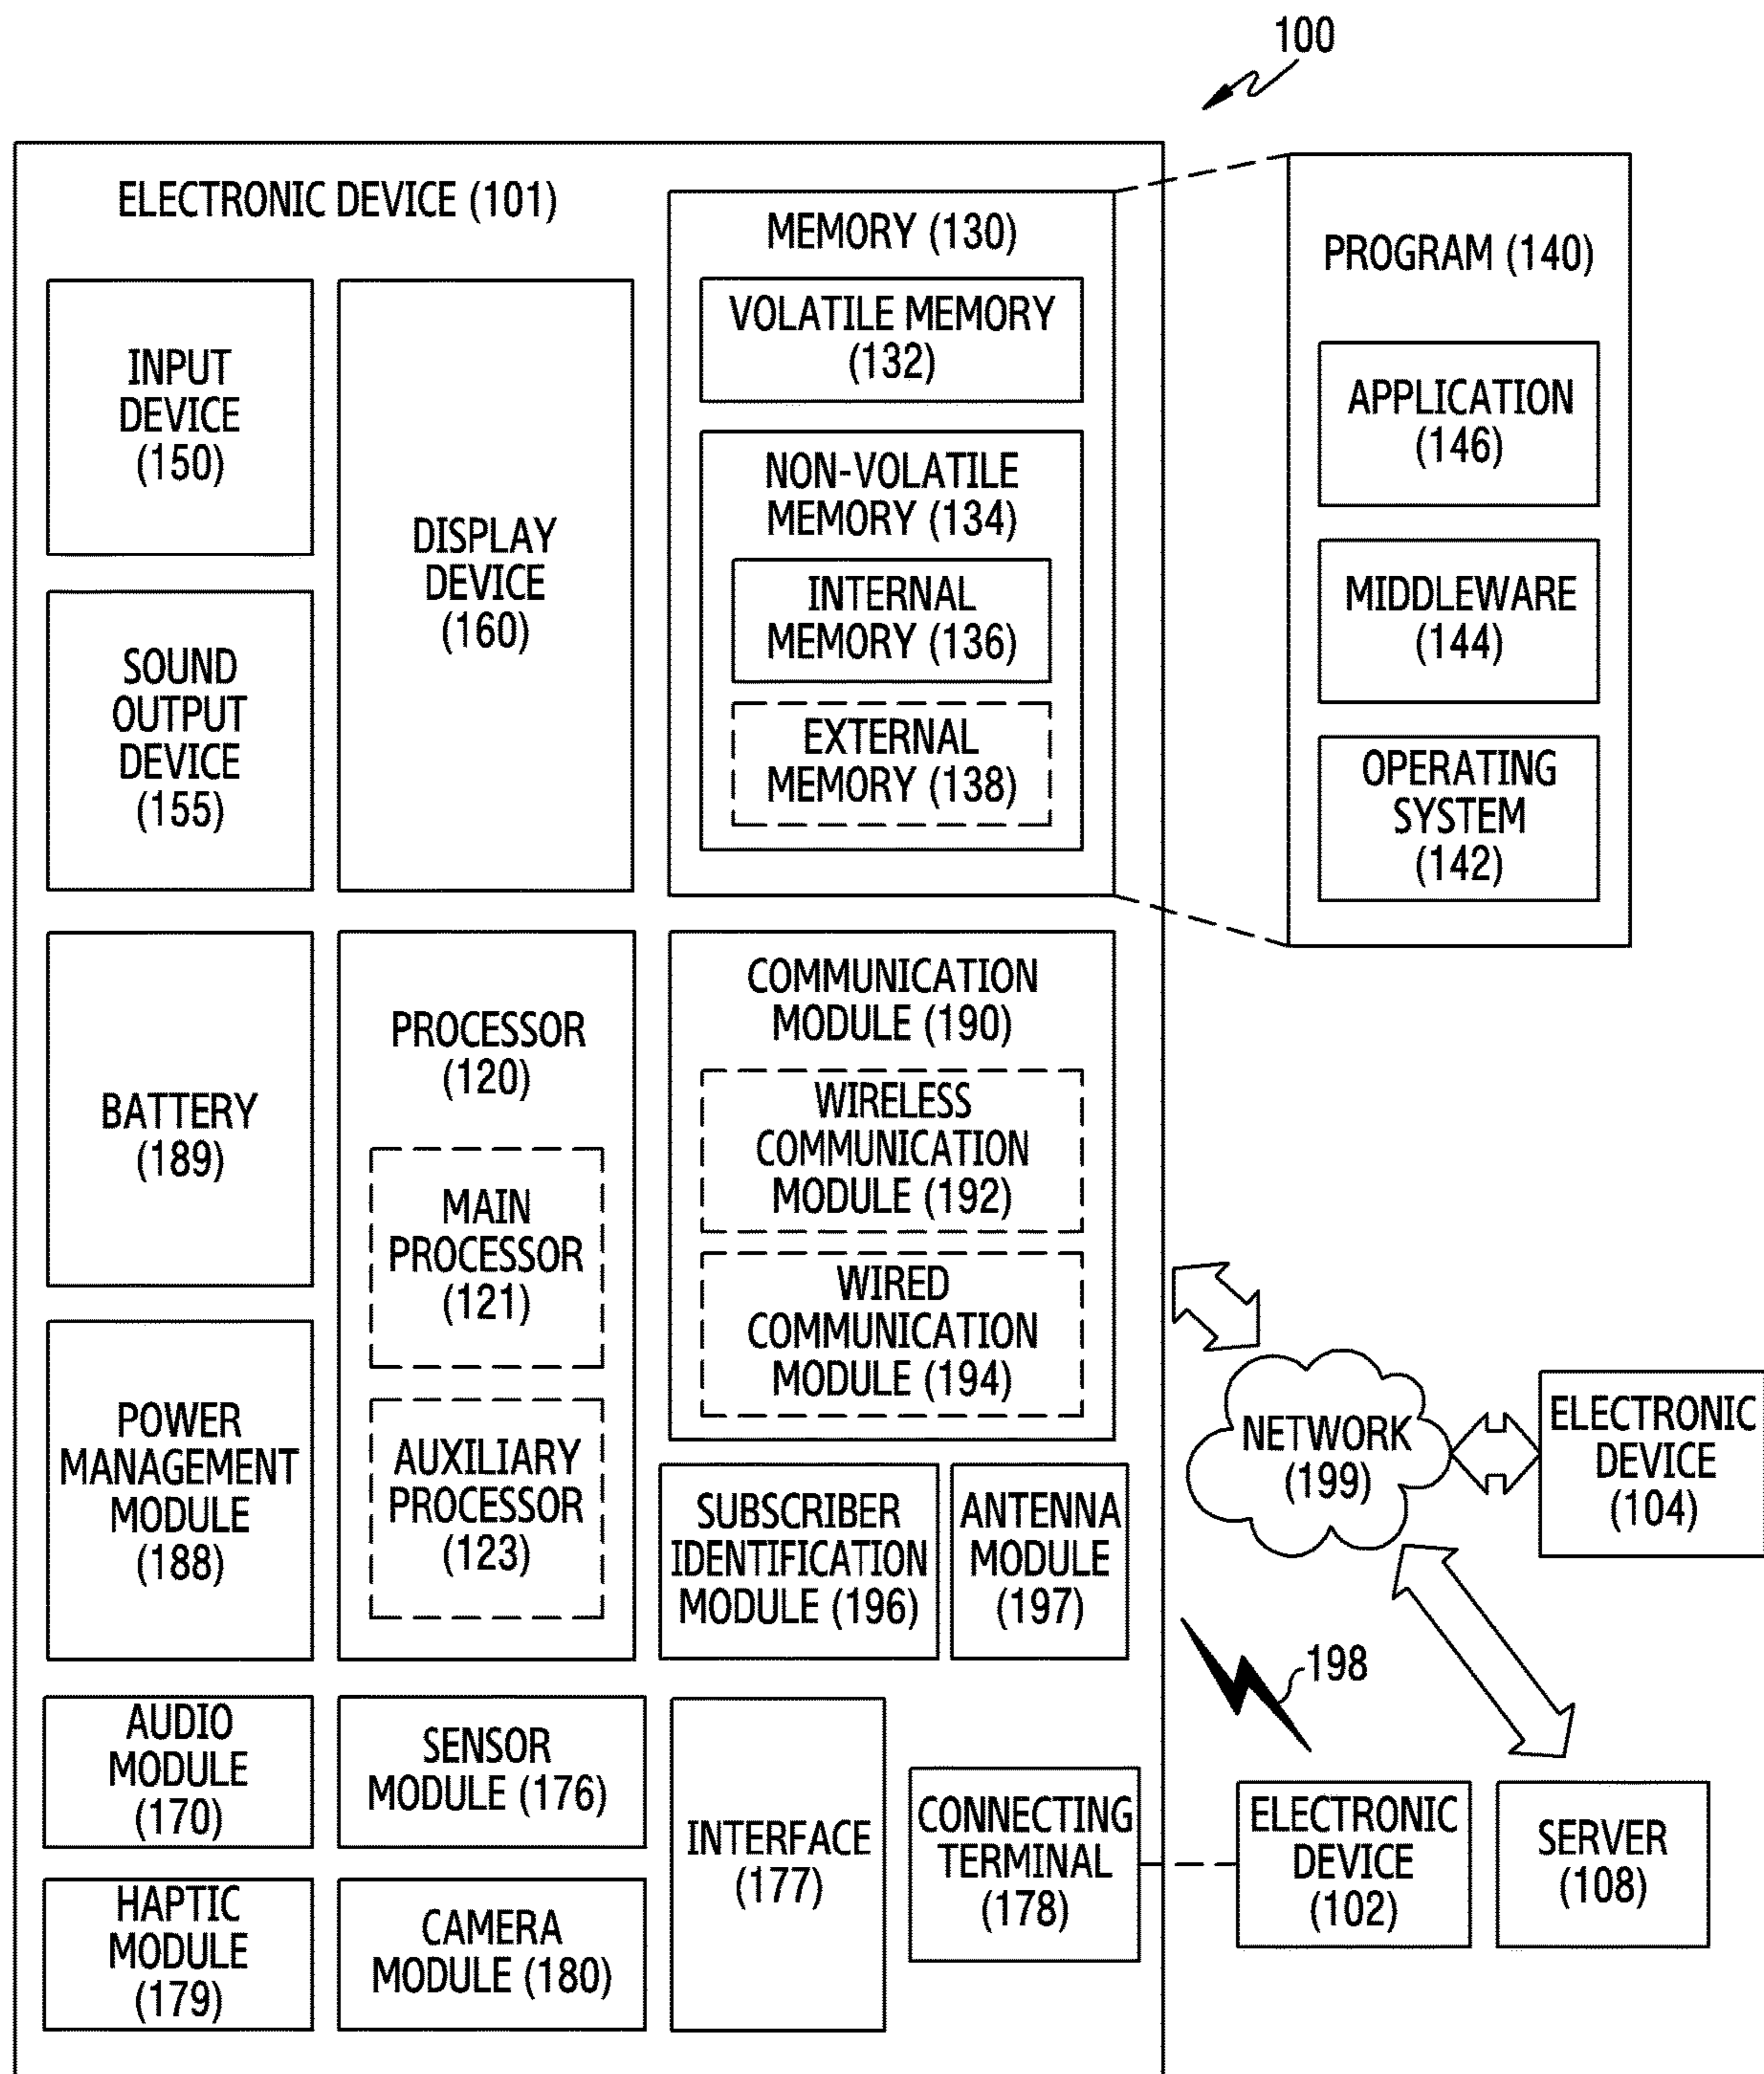 100
ELECTRONIC DEVICE (101)
INPUT
DEVICE
(150)
SOUND
OUTPUT
DEVICE
(155)
DISPLAY
DEVICE
(160)
MEMORY (130)
VOLATILE MEMORY
(132)
NON-VOLATILE
MEMORY (134)
INTERNAL
MEMORY (136)
EXTERNAL
MEMORY (138)
PROGRAM (140)
APPLICATION
(146)
MIDDLEWARE
(144)
OPERATING
SYSTEM
(142)
BATTERY
(189)
POWER
MANAGEMENT
MODULE
(188)
PROCESSOR
(120)
MAIN
PROCESSOR
(121)
AUXILIARY
PROCESSOR
(123)
COMMUNICATION
MODULE (190)
WIRELESS
COMMUNICATION
MODULE (192)
WIRED
COMMUNICATION
MODULE (194)
SUBSCRIBER
IDENTIFICATION
MODULE (196)
ANTENNA
MODULE
(197)
NETWORK
(199)
ELECTRONIC
DEVICE
(104)
198
AUDIO
MODULE
(170)
SENSOR
MODULE (176)
HAPTIC
MODULE
(179)
CAMERA
MODULE (180)
INTERFACE
(177)
CONNECTING
TERMINAL
(178)
ELECTRONIC
DEVICE
(102)
SERVER
(108)